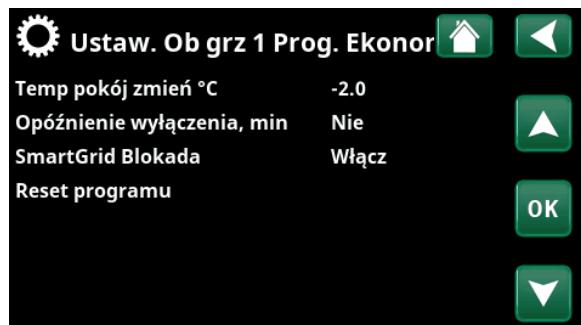 Ustaw. Ob grz 1 Prog. Ekonor
Temp pokój zmień °C -2.0
Opóźnienie wyłączenia, min Nie
SmartGrid Blokada Włącz
Reset programu
OK